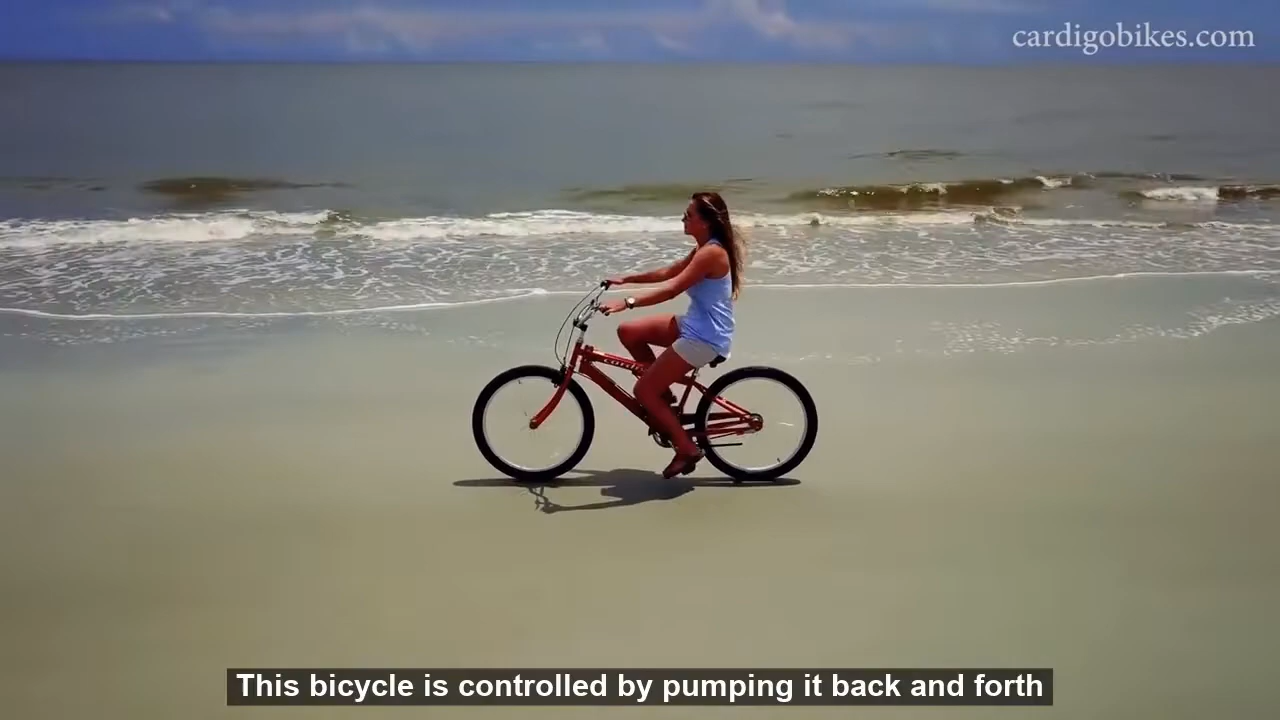 cardigobikes.com
This bicycle is controlled by pumping it back and forth